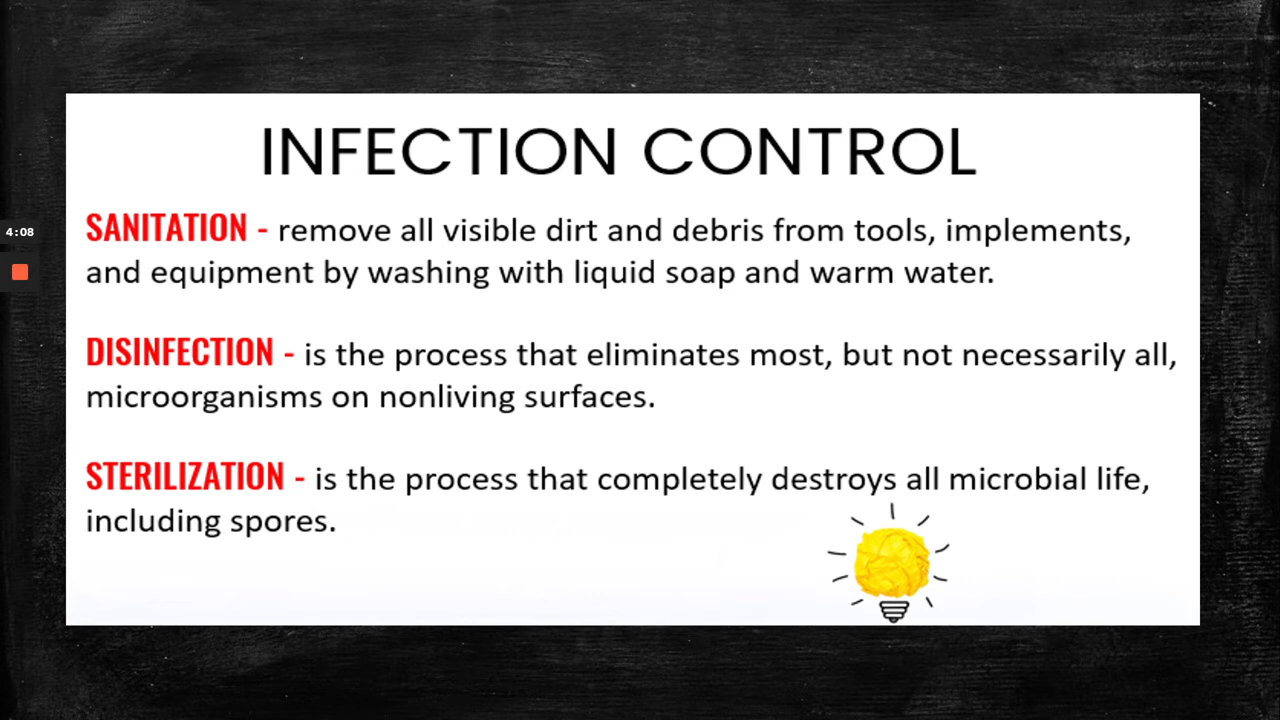 INFECTION CONTROL
SANITATION - remove all visible dirt and debris from tools, implements,
and equipment by washing with liquid soap and warm water.
4:08
DISINFECTION - is the process that eliminates most, but not necessarily all,
microorganisms on nonliving surfaces.
STERILIZATION - is the process that completely destroys all microbial life,
including spores.